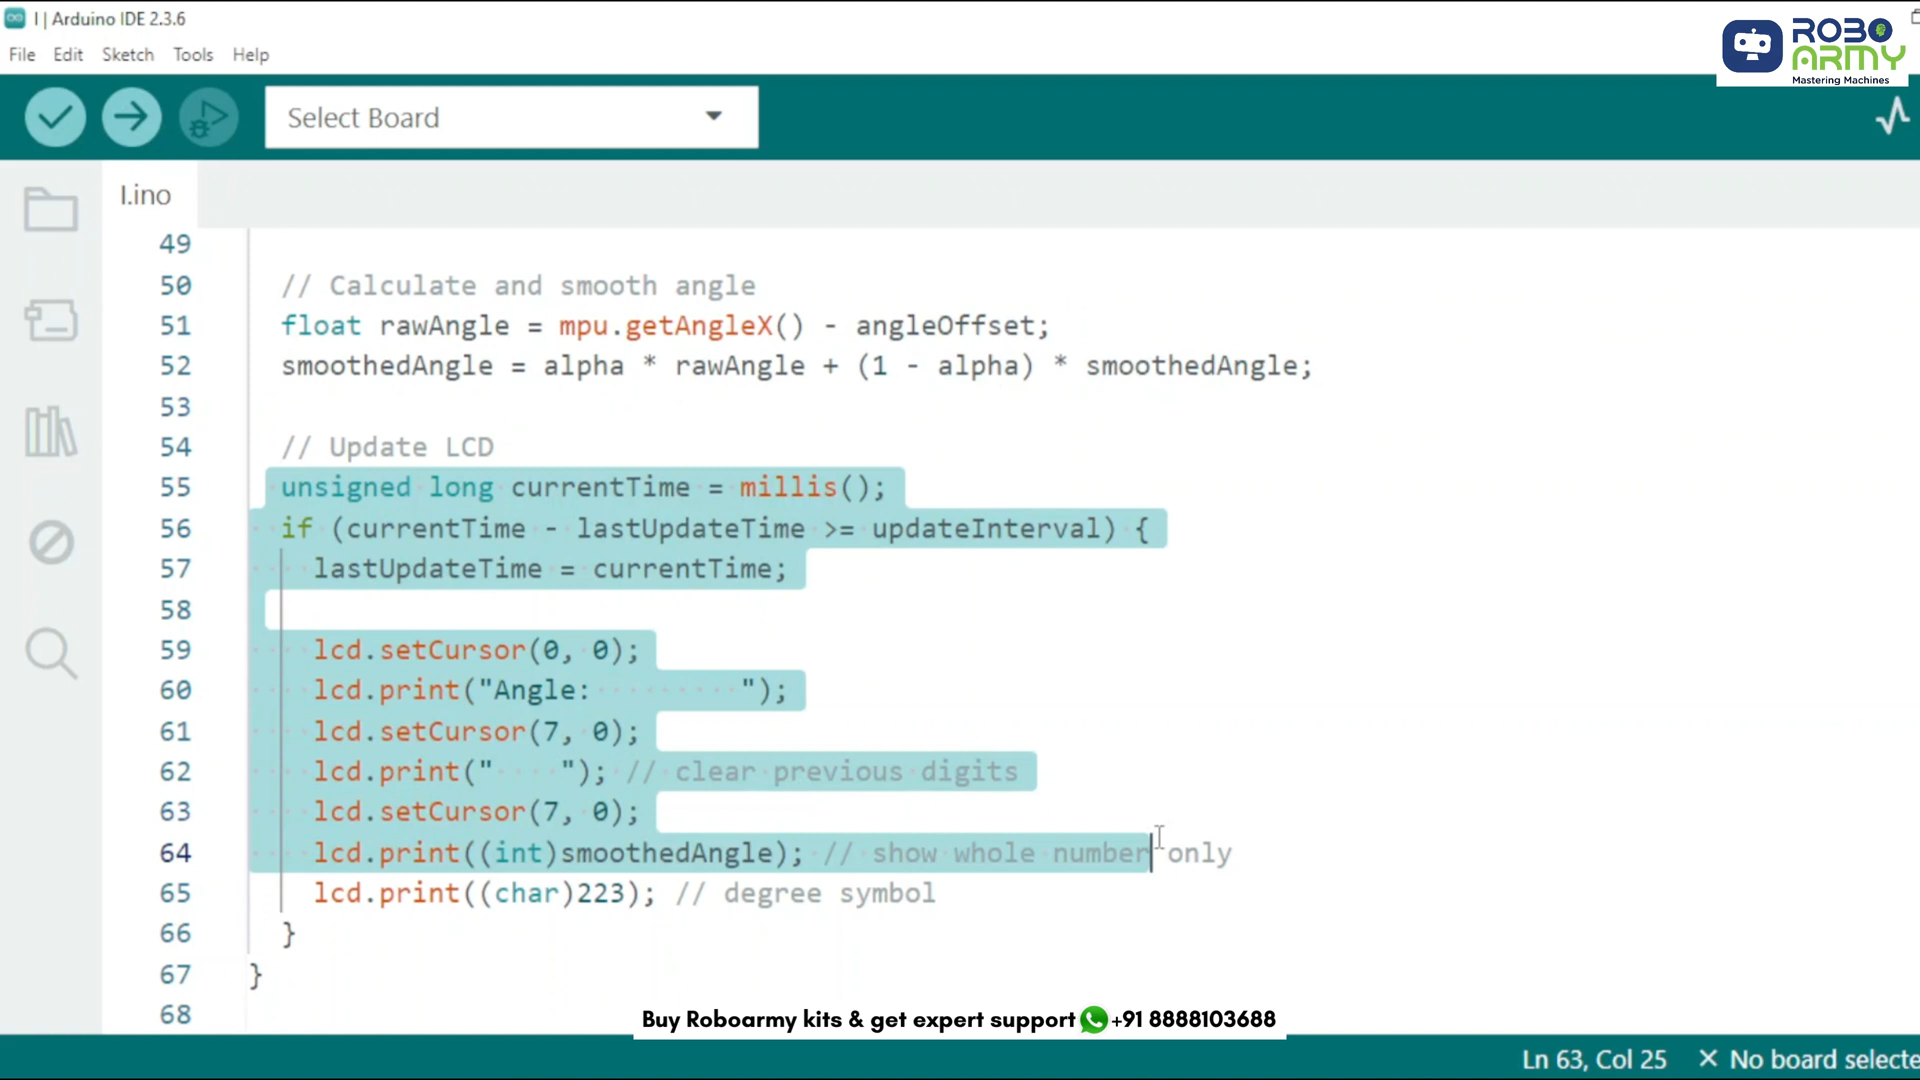 I | Arduino IDE 2.3.6
File Edit Sketch Tools Help
ROBO
ARMY
Mastering Machines
Select Board
I.ino
49
50 // Calculate and smooth angle
51 float rawAngle = mpu.getAngleX() - angleOffset;
52 smoothedAngle = alpha * rawAngle + (1 - alpha) * smoothedAngle;
53
54 // Update LCD
55 unsigned long currentTime = millis();
56 if (currentTime - lastUpdateTime >= updateInterval) {
57 lastUpdateTime = currentTime;
58
59 lcd.setCursor(0, 0);
60 lcd.print("Angle:         ");
61 lcd.setCursor(7, 0);
62 lcd.print("    "); // clear previous digits
63 lcd.setCursor(7, 0);
64 lcd.print((int)smoothedAngle); // show whole number only
65 lcd.print((char)223); // degree symbol
66 }
67 }
68
Buy Roboarmy kits & get expert support +91 8888103688
Ln 63, Col 25 No board selecte